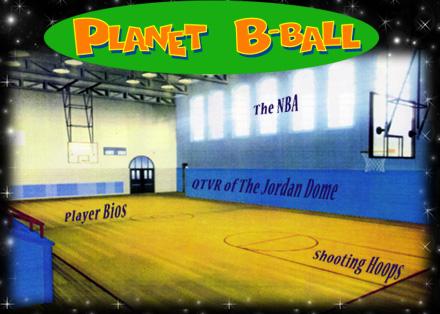 PLANET B-BALL
The NBA
QTVR of The Jordan Dome
Player Bios
Shooting Hoops